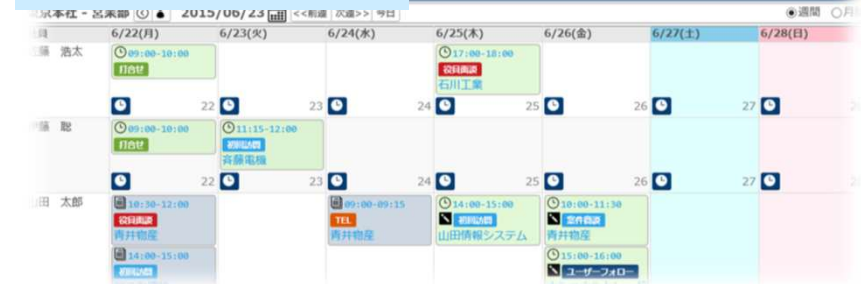 京本社 - 営業部 2015/06/23 <<前週 次週>> 今日 週間
6/22(月) 6/23(火) 6/24(水) 6/25(木) 6/26(金) 6/27(土) 6/28(日)
浩太 09:00-10:00 17:00-18:00
打合せ 役員面談
石川工業
22 23 24 25 26 27
聡 09:00-10:00 11:15-12:00
打合せ 初回訪問
斉藤電機
22 23 24 25 26 27
山田 太郎 10:30-12:00 09:00-09:15 14:00-15:00 10:00-11:30
役員面談 TEL 初回訪問 案件商談
青井物産 青井物産 山田情報システム 青井物産
14:00-15:00 15:00-16:00
初回訪問 ユーザーフォロー